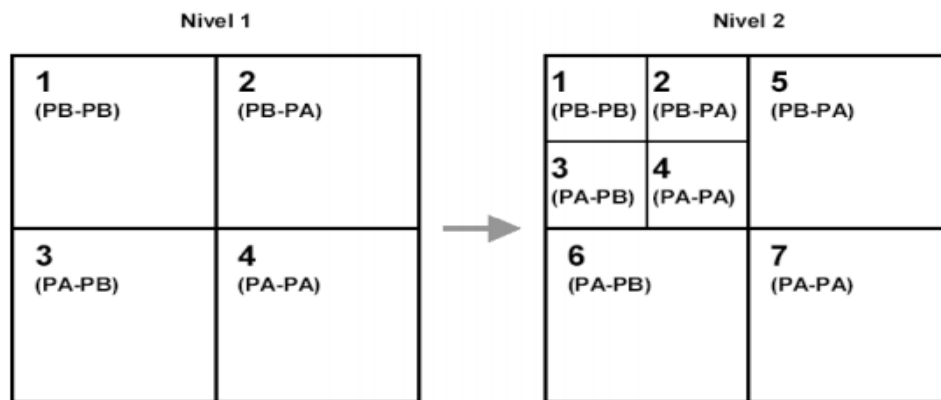 Nivel 1
Nivel 2
1
(PB-PB)
2
(PB-PA)
3
(PA-PB)
4
(PA-PA)
1
(PB-PB)
2
(PB-PA)
3
(PA-PB)
4
(PA-PA)
5
(PB-PA)
6
(PA-PB)
7
(PA-PA)